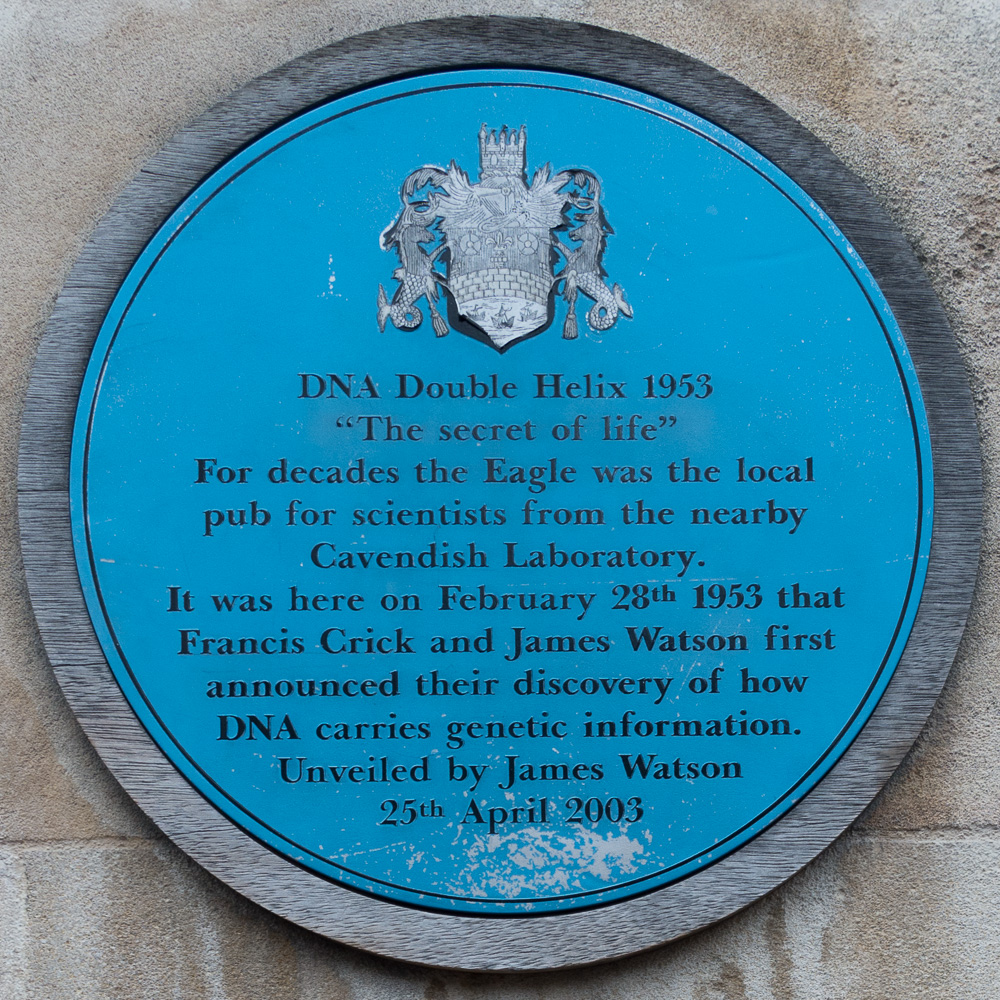 DNA Double Helix 1953
“The secret of life”
For decades the Eagle was the local
pub for scientists from the nearby
Cavendish Laboratory.
It was here on February 28th 1953 that
Francis Crick and James Watson first
announced their discovery of how
DNA carries genetic information.
Unveiled by James Watson
25th April 2003